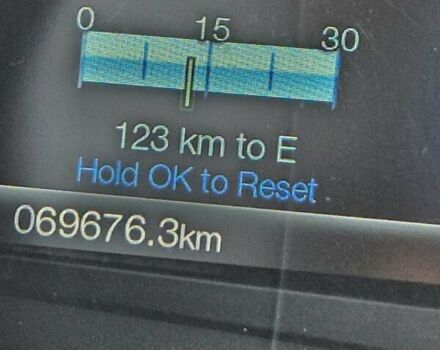 0 15 30
123 km to E
Hold OK to Reset
069676.3km